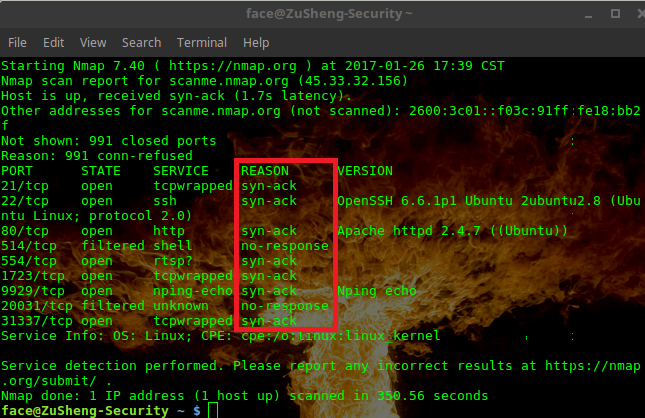 face@ZuSheng-Security ~
File Edit View Search Terminal Help
Starting Nmap 7.40 ( https://nmap.org ) at 2017-01-26 17:39 CST
Nmap scan report for scanme.nmap.org (45.33.32.156)
Host is up, received syn-ack (1.7s latency).
Other addresses for scanme.nmap.org (not scanned): 2600:3c01::f03c:91ff:fe18:bb2
f
Not shown: 991 closed ports
Reason: 991 conn-refused
PORT STATE SERVICE REASON VERSION
21/tcp open tcpwrapped syn-ack
22/tcp open ssh syn-ack OpenSSH 6.6.1p1 Ubuntu 2ubuntu2.8 (Ubu
ntu Linux; protocol 2.0)
80/tcp open http syn-ack Apache httpd 2.4.7 ((Ubuntu))
514/tcp filtered shell no-response
554/tcp open rtsp? syn-ack
1723/tcp open tcpwrapped syn-ack
9929/tcp open nping-echo syn-ack Nping echo
20031/tcp filtered unknown no-response
31337/tcp open tcpwrapped syn-ack
Service Info: OS: Linux; CPE: cpe:/o:linux:linux_kernel
Service detection performed. Please report any incorrect results at https://nmap
.org/submit/ .
Nmap done: 1 IP address (1 host up) scanned in 350.56 seconds
face@ZuSheng-Security ~ $